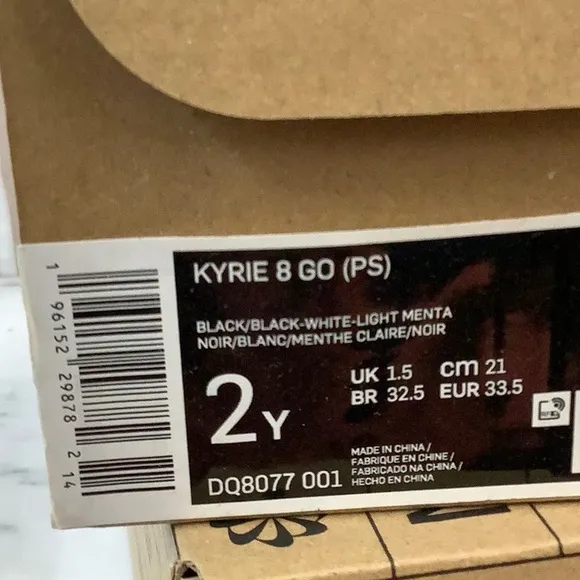 KYRIE 8 GO (PS)
BLACK/BLACK-WHITE-LIGHT MENTA
NOIR/BLANC/MENTHE CLAIRE/NOIR
2Y
UK 1.5 cm 21
BR 32.5 EUR 33.5
DQ8077 001
MADE IN CHINA/
FABRIQUE EN CHINE/
FABRICADO NA CHINA/
HECHO EN CHINA
1 96152 29878 2 14